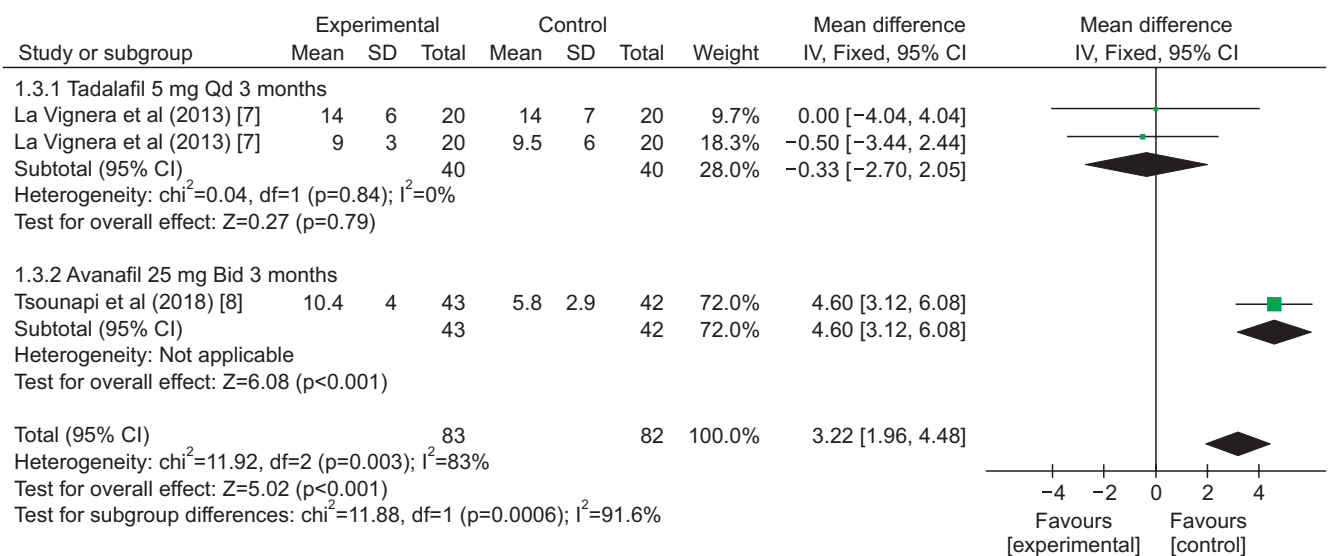 Experimental Control Mean difference Mean difference
Study or subgroup Mean SD Total Mean SD Total Weight IV, Fixed, 95% CI IV, Fixed, 95% CI
1.3.1 Tadalafil 5 mg Qd 3 months
La Vignera et al (2013) [7] 14 6 20 14 7 20 9.7% 0.00 [−4.04, 4.04]
La Vignera et al (2013) [7] 9 3 20 9.5 6 20 18.3% −0.50 [−3.44, 2.44]
Subtotal (95% CI) 40 40 28.0% −0.33 [−2.70, 2.05]
Heterogeneity: chi²=0.04, df=1 (p=0.84); I²=0%
Test for overall effect: Z=0.27 (p=0.79)
1.3.2 Avanafil 25 mg Bid 3 months
Tsounapi et al (2018) [8] 10.4 4 43 5.8 2.9 42 72.0% 4.60 [3.12, 6.08]
Subtotal (95% CI) 43 42 72.0% 4.60 [3.12, 6.08]
Heterogeneity: Not applicable
Test for overall effect: Z=6.08 (p<0.001)
Total (95% CI) 83 82 100.0% 3.22 [1.96, 4.48]
Heterogeneity: chi²=11.92, df=2 (p=0.003); I²=83%
Test for overall effect: Z=5.02 (p<0.001)
Test for subgroup differences: chi²=11.88, df=1 (p=0.0006); I²=91.6%
−4 −2 0 2 4
Favours Favours
[experimental] [control]